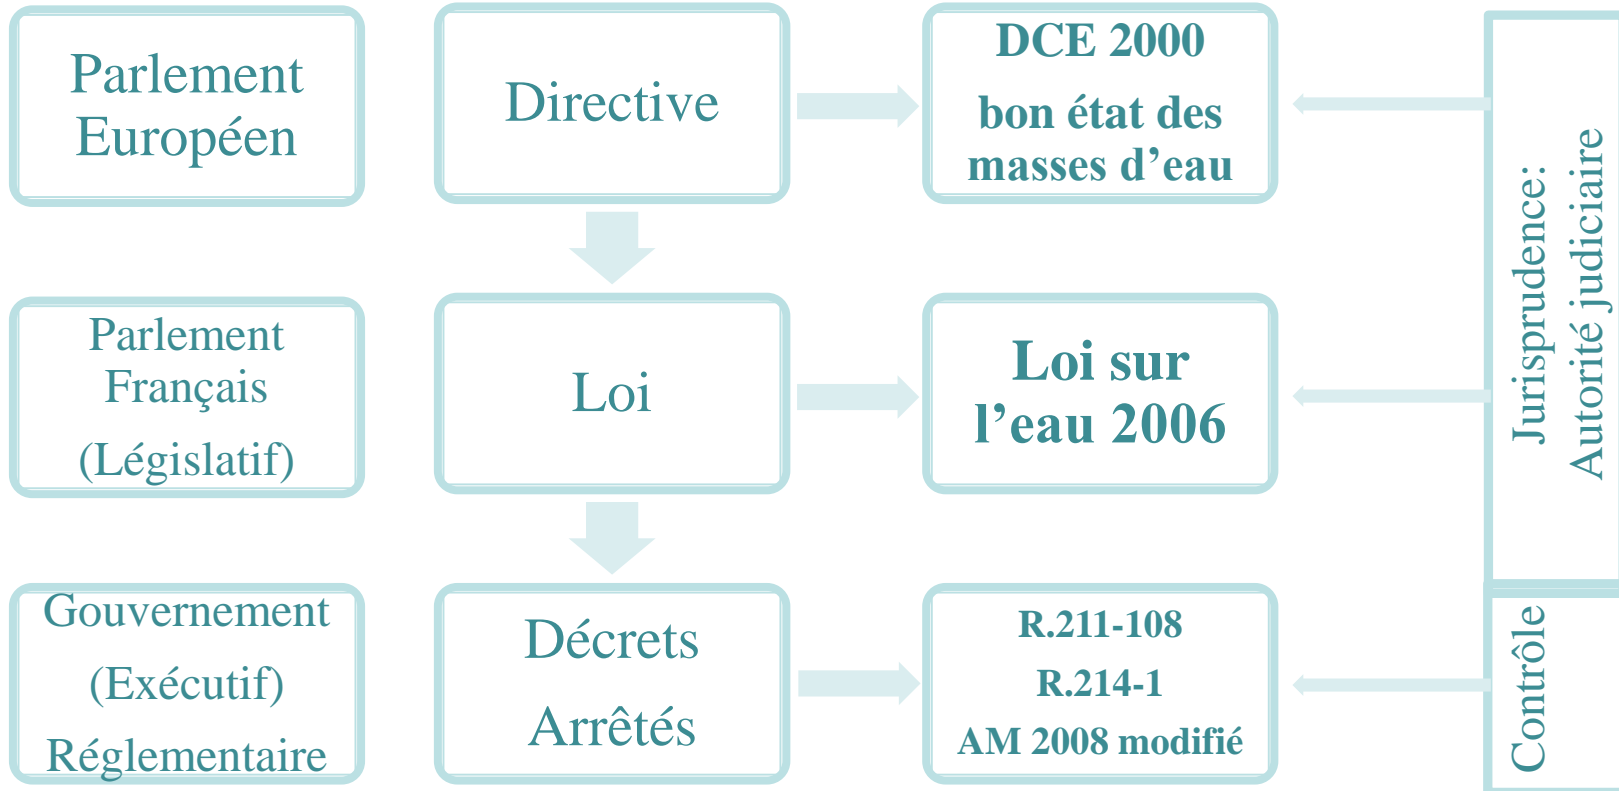 Parlement
Européen
Directive
DCE 2000
bon état des
masses d’eau
Parlement
Français
(Législatif)
Loi
Loi sur
l’eau 2006
Jurisprudence:
Autorité judiciaire
Gouvernement
(Exécutif)
Réglementaire
Décrets
Arrêtés
R.211-108
R.214-1
AM 2008 modifié
Contrôle